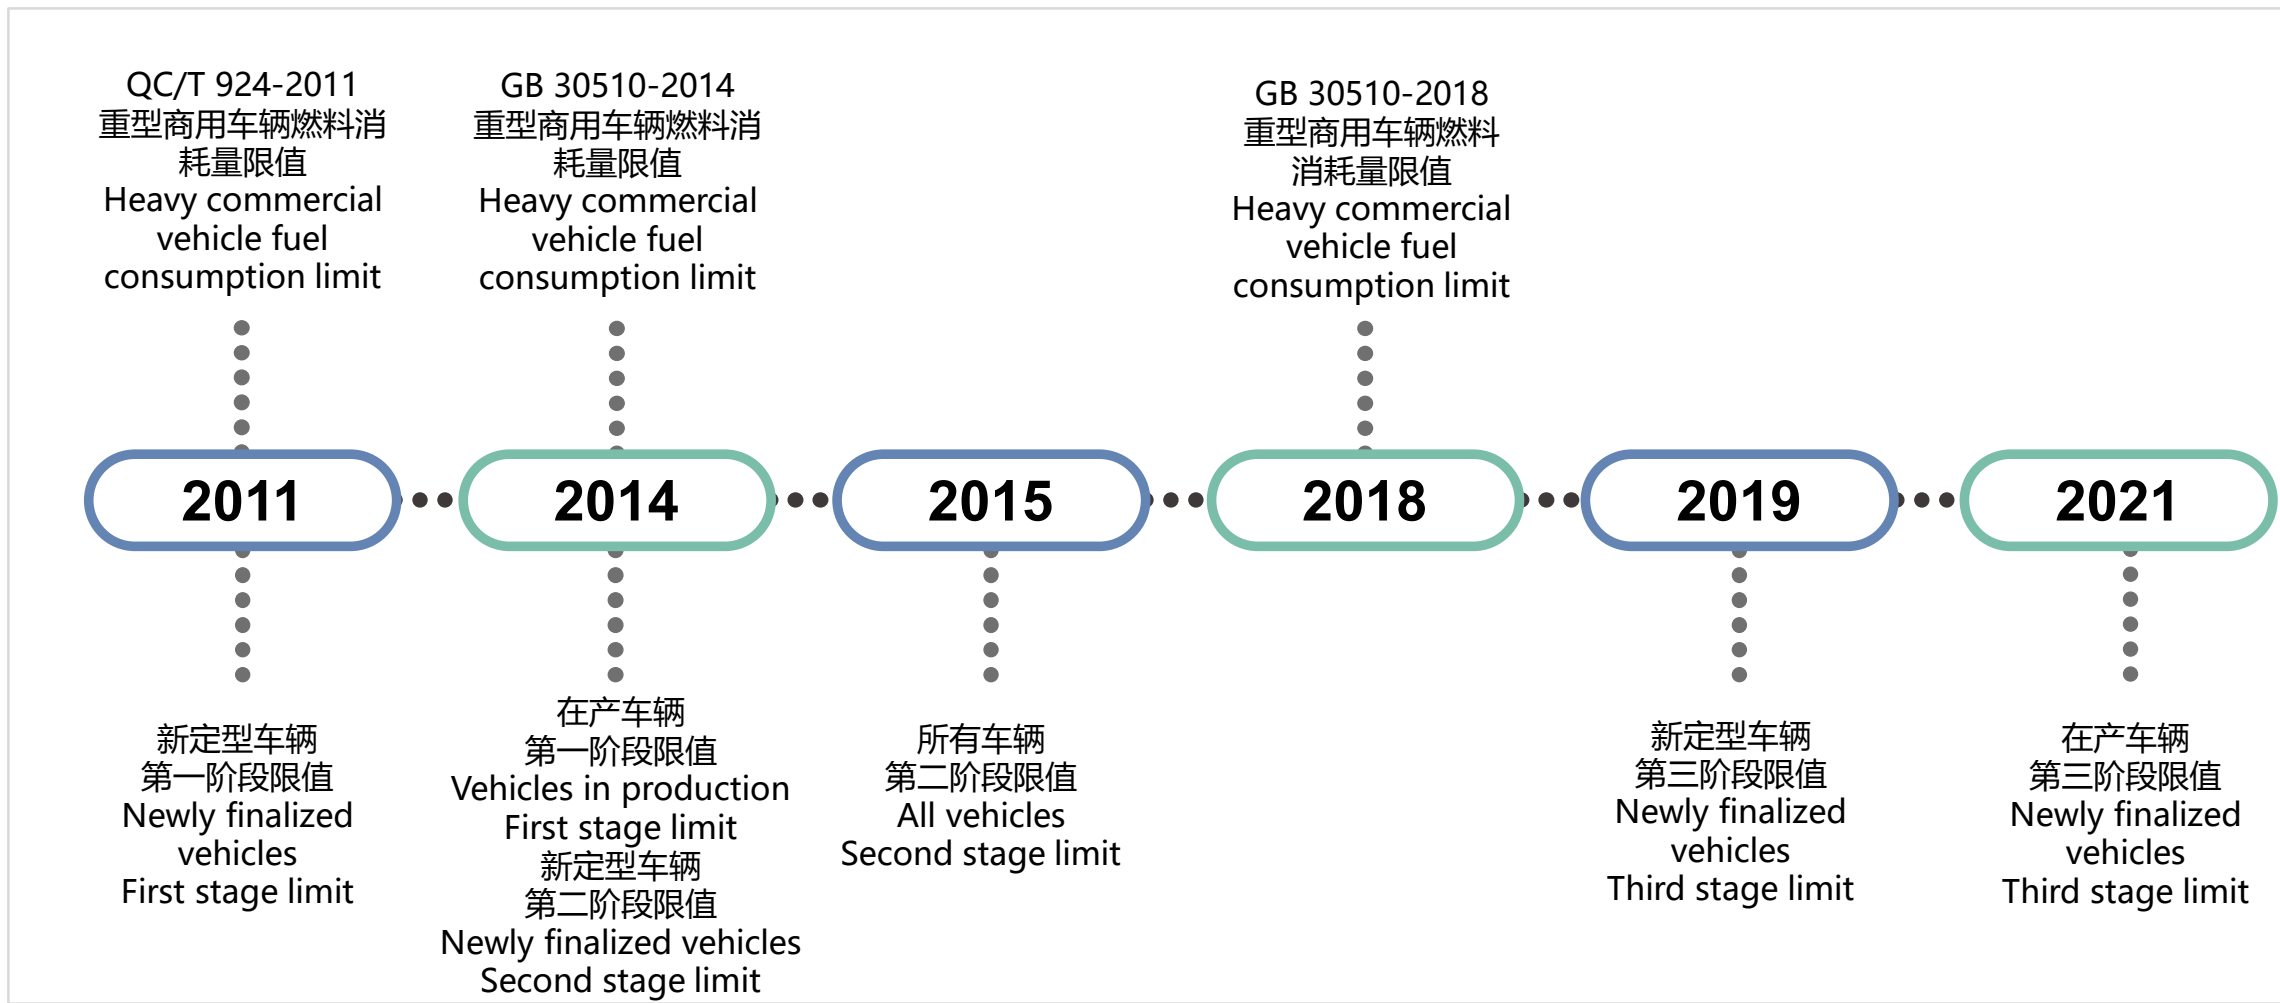 QC/T 924-2011
重型商用车辆燃料消
耗量限值
Heavy commercial
vehicle fuel
consumption limit
GB 30510-2014
重型商用车辆燃料消
耗量限值
Heavy commercial
vehicle fuel
consumption limit
GB 30510-2018
重型商用车辆燃料
消耗量限值
Heavy commercial
vehicle fuel
consumption limit
2011
2014
2015
2018
2019
2021
新定型车辆
第一阶段限值
Newly finalized
vehicles
First stage limit
在产车辆
第一阶段限值
Vehicles in production
First stage limit
新定型车辆
第二阶段限值
Newly finalized vehicles
Second stage limit
所有车辆
第二阶段限值
All vehicles
Second stage limit
新定型车辆
第三阶段限值
Newly finalized
vehicles
Third stage limit
在产车辆
第三阶段限值
Newly finalized
vehicles
Third stage limit